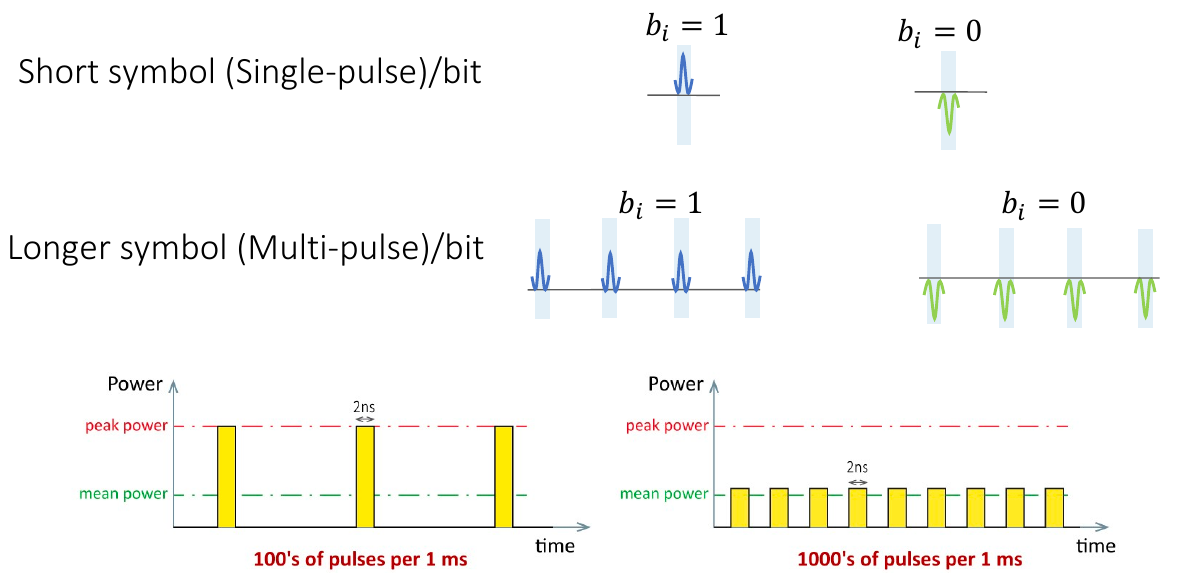 b_i = 1
b_i = 0
Short symbol (Single-pulse)/bit
b_i = 1
b_i = 0
Longer symbol (Multi-pulse)/bit
Power
2ns
peak power
mean power
time
100's of pulses per 1 ms
Power
peak power
2ns
mean power
time
1000's of pulses per 1 ms